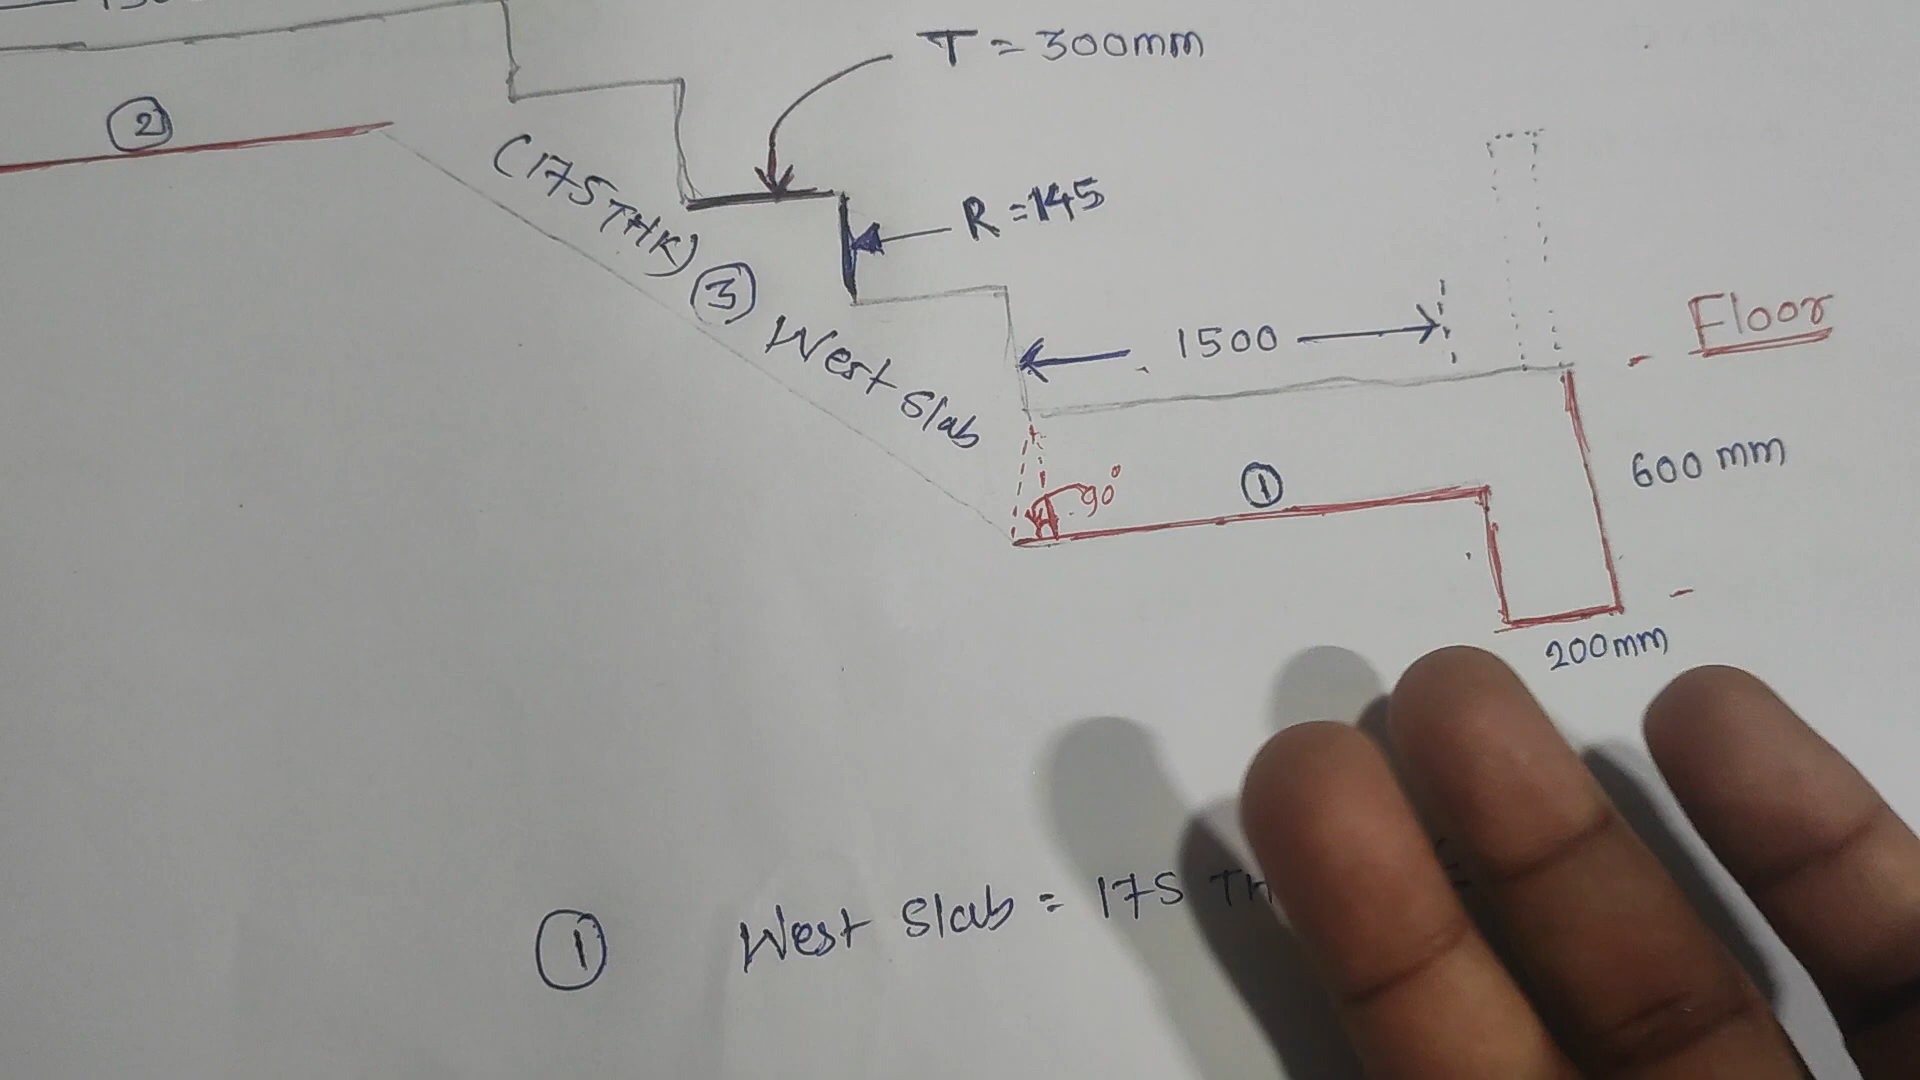 T = 300mm
2
(175 THK)
R = 145
3
West Slab
1500
Floor
600 mm
90°
1
200mm
1 West Slab = 175